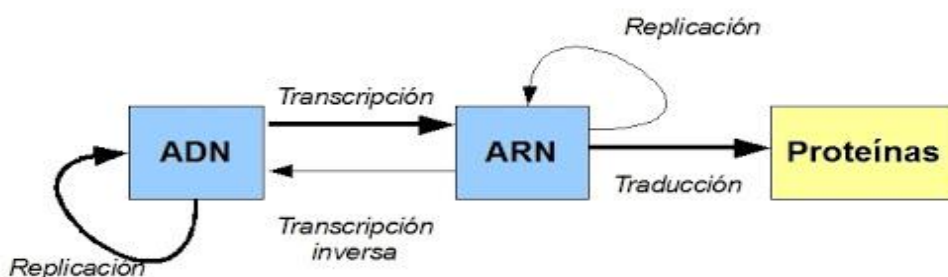 Replicación
Transcripción
ADN
ARN
Proteínas
Traducción
Transcripción
inversa
Replicación